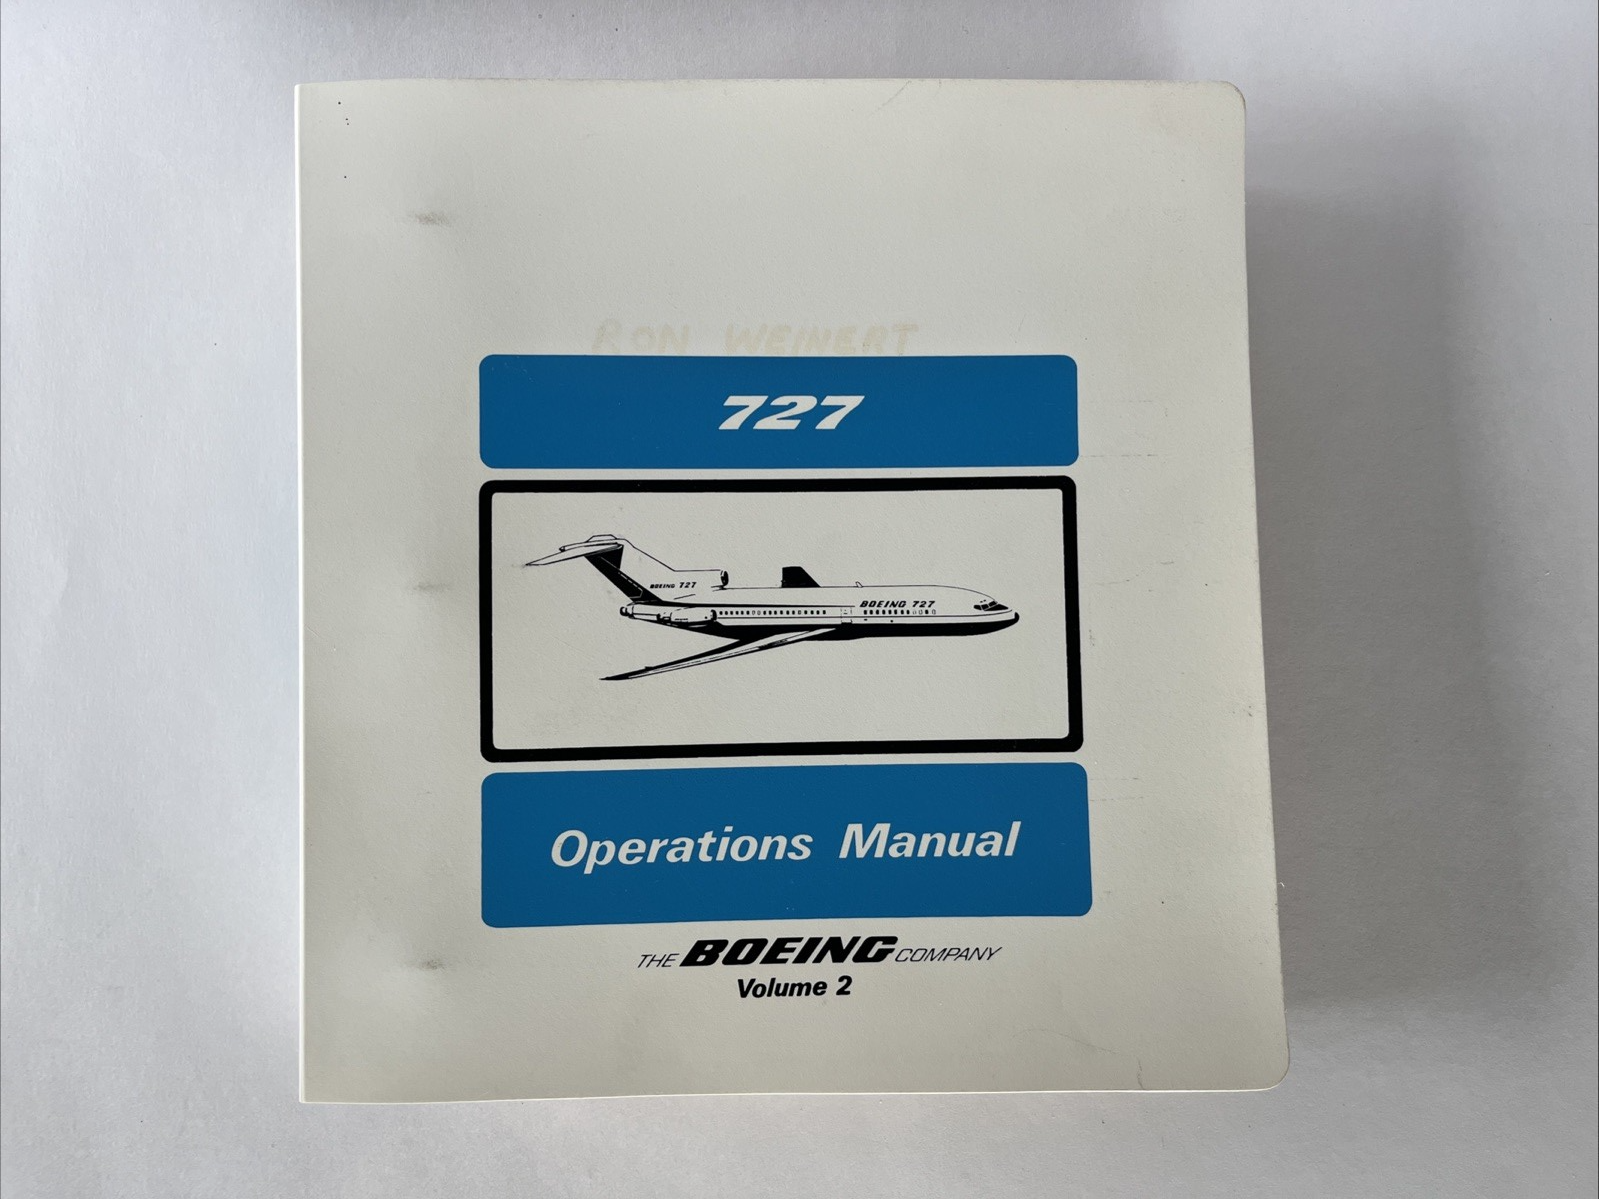 RON WEINERT
727
BOEING 727
BOEING 727
Operations Manual
THE BOEING COMPANY
Volume 2